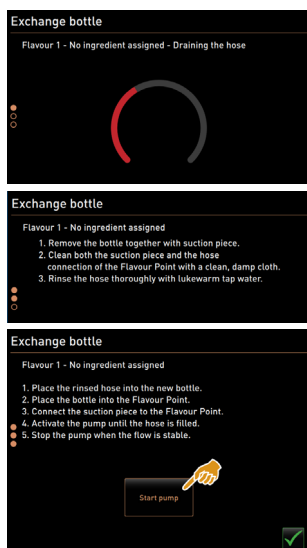 Exchange bottle
Flavour 1 - No ingredient assigned - Draining the hose
Exchange bottle
Flavour 1 - No ingredient assigned
1. Remove the bottle together with suction piece.
2. Clean both the suction piece and the hose
connection of the Flavour Point with a clean, damp cloth.
3. Rinse the hose thoroughly with lukewarm tap water.
Exchange bottle
Flavour 1 - No ingredient assigned
1. Place the rinsed hose into the new bottle.
2. Place the bottle into the Flavour Point.
3. Connect the suction piece to the Flavour Point.
4. Activate the pump until the hose is filled.
5. Stop the pump when the flow is stable.
Start pump